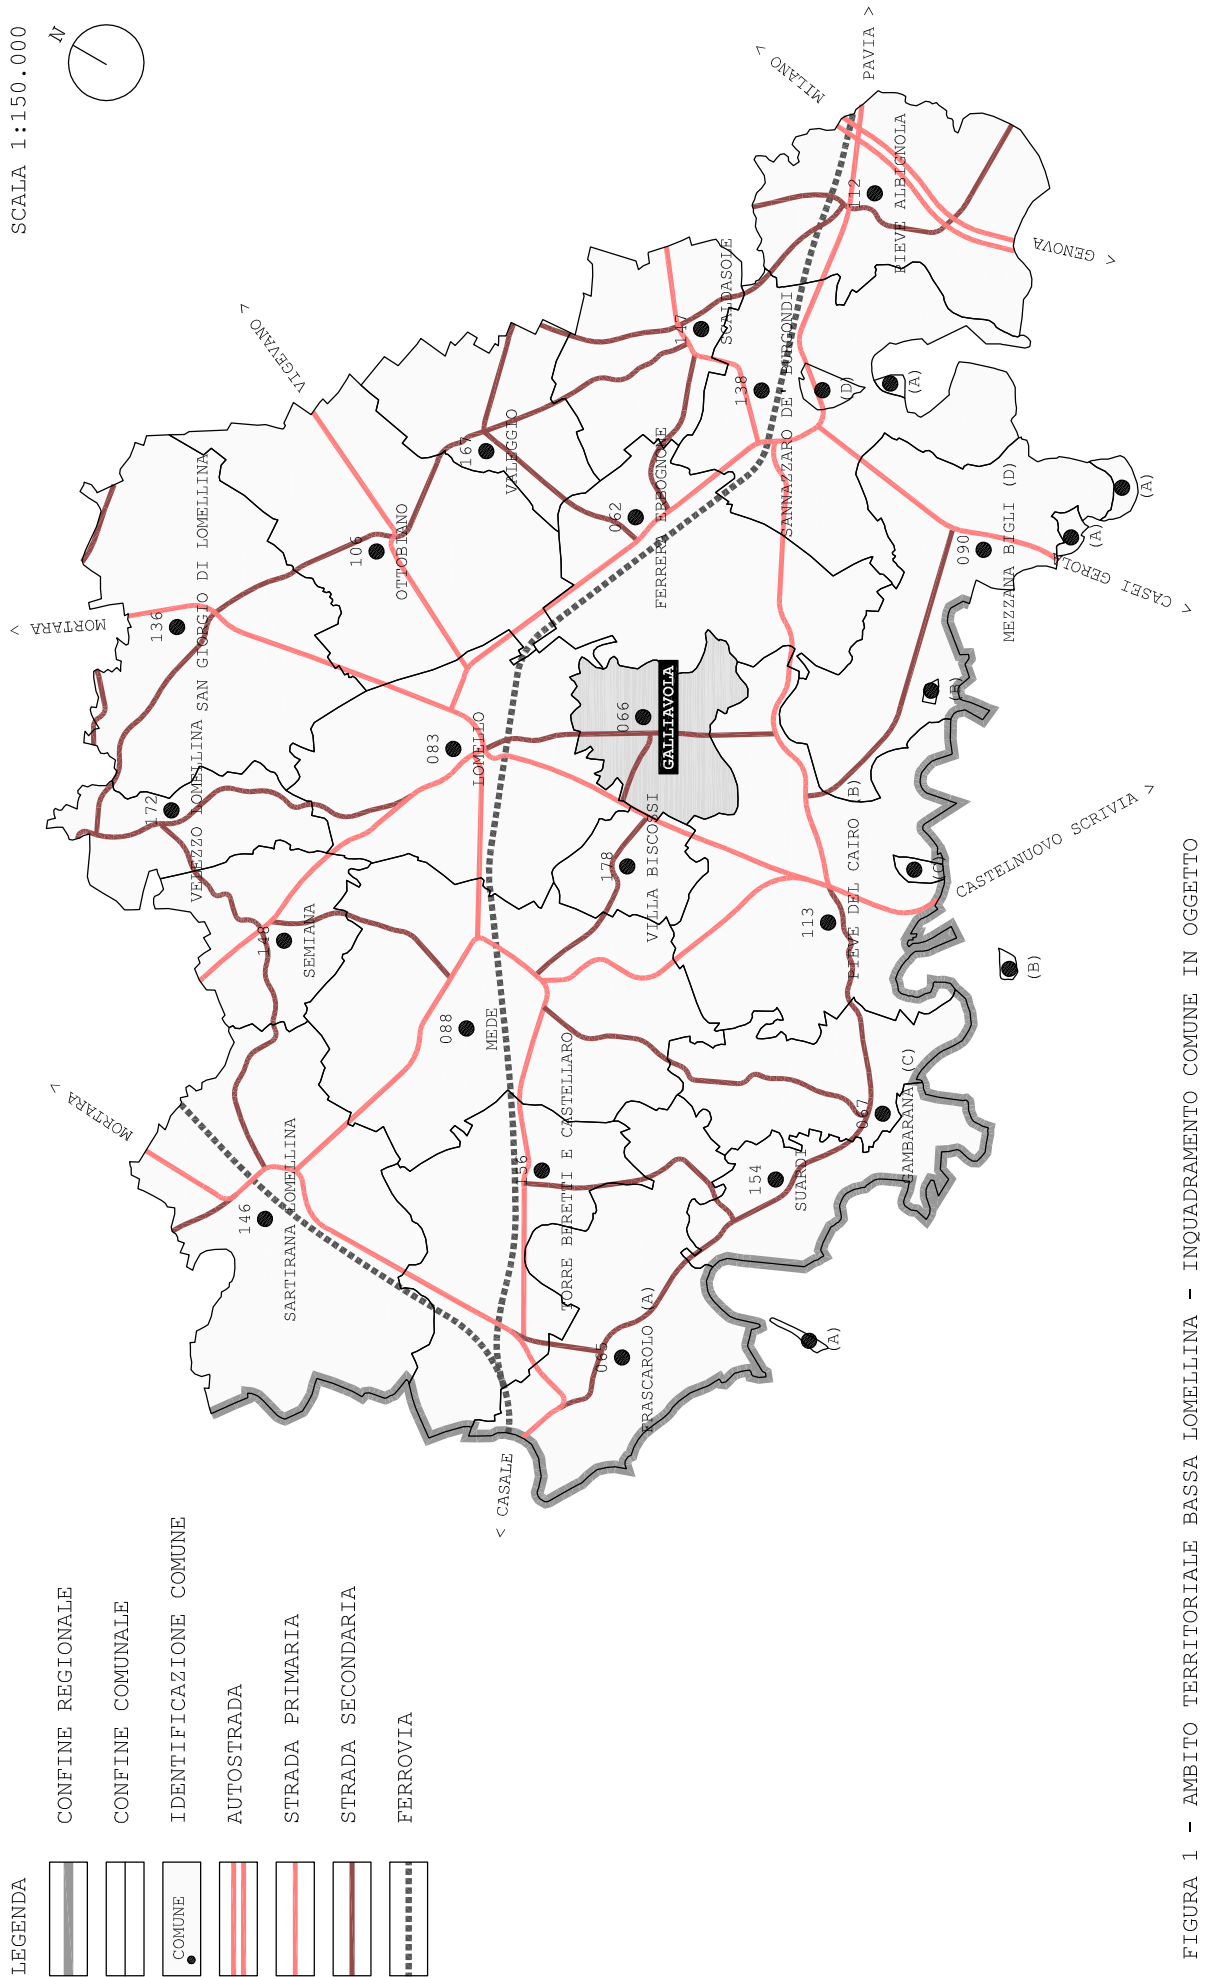 SCALA 1:150.000
N
MORTARA >
< MORTARA
VIGEVANO >
MILANO >
PAVIA >
GENOVA >
CASEI GEROLA >
CASTELNUOVO SCRIVIA >
< CASALE
146
SARTIRANA LOMELLINA
148
SEMIANA
172
VELEZZO LOMELLINA
136
SAN GIORGIO DI LOMELLINA
106
OTTOBIANO
083
LOMELLO
088
MEDE
167
VALEGGIO
062
FERRERA ERBOGNONE
147
SCALDASOLE
138
SANNAZZARO DE' BURGONDI
112
PIEVE ALBIGNOLA
066
GALLIAVOLA
178
VILLA BISCOSSI
156
TORRE BERETTI E CASTELLARO
065
FRASCAROLO (A)
154
SUARDI
067
GAMBARANA (C)
113
PIEVE DEL CAIRO (B)
090
MEZZANA BIGLI (D)
(D)
(A)
(A)
(A)
(B)
(C)
(B)
(A)
LEGENDA
CONFINE REGIONALE
CONFINE COMUNALE
COMUNE
IDENTIFICAZIONE COMUNE
AUTOSTRADA
STRADA PRIMARIA
STRADA SECONDARIA
FERROVIA
FIGURA 1 - AMBITO TERRITORIALE BASSA LOMELLINA - INQUADRAMENTO COMUNE IN OGGETTO